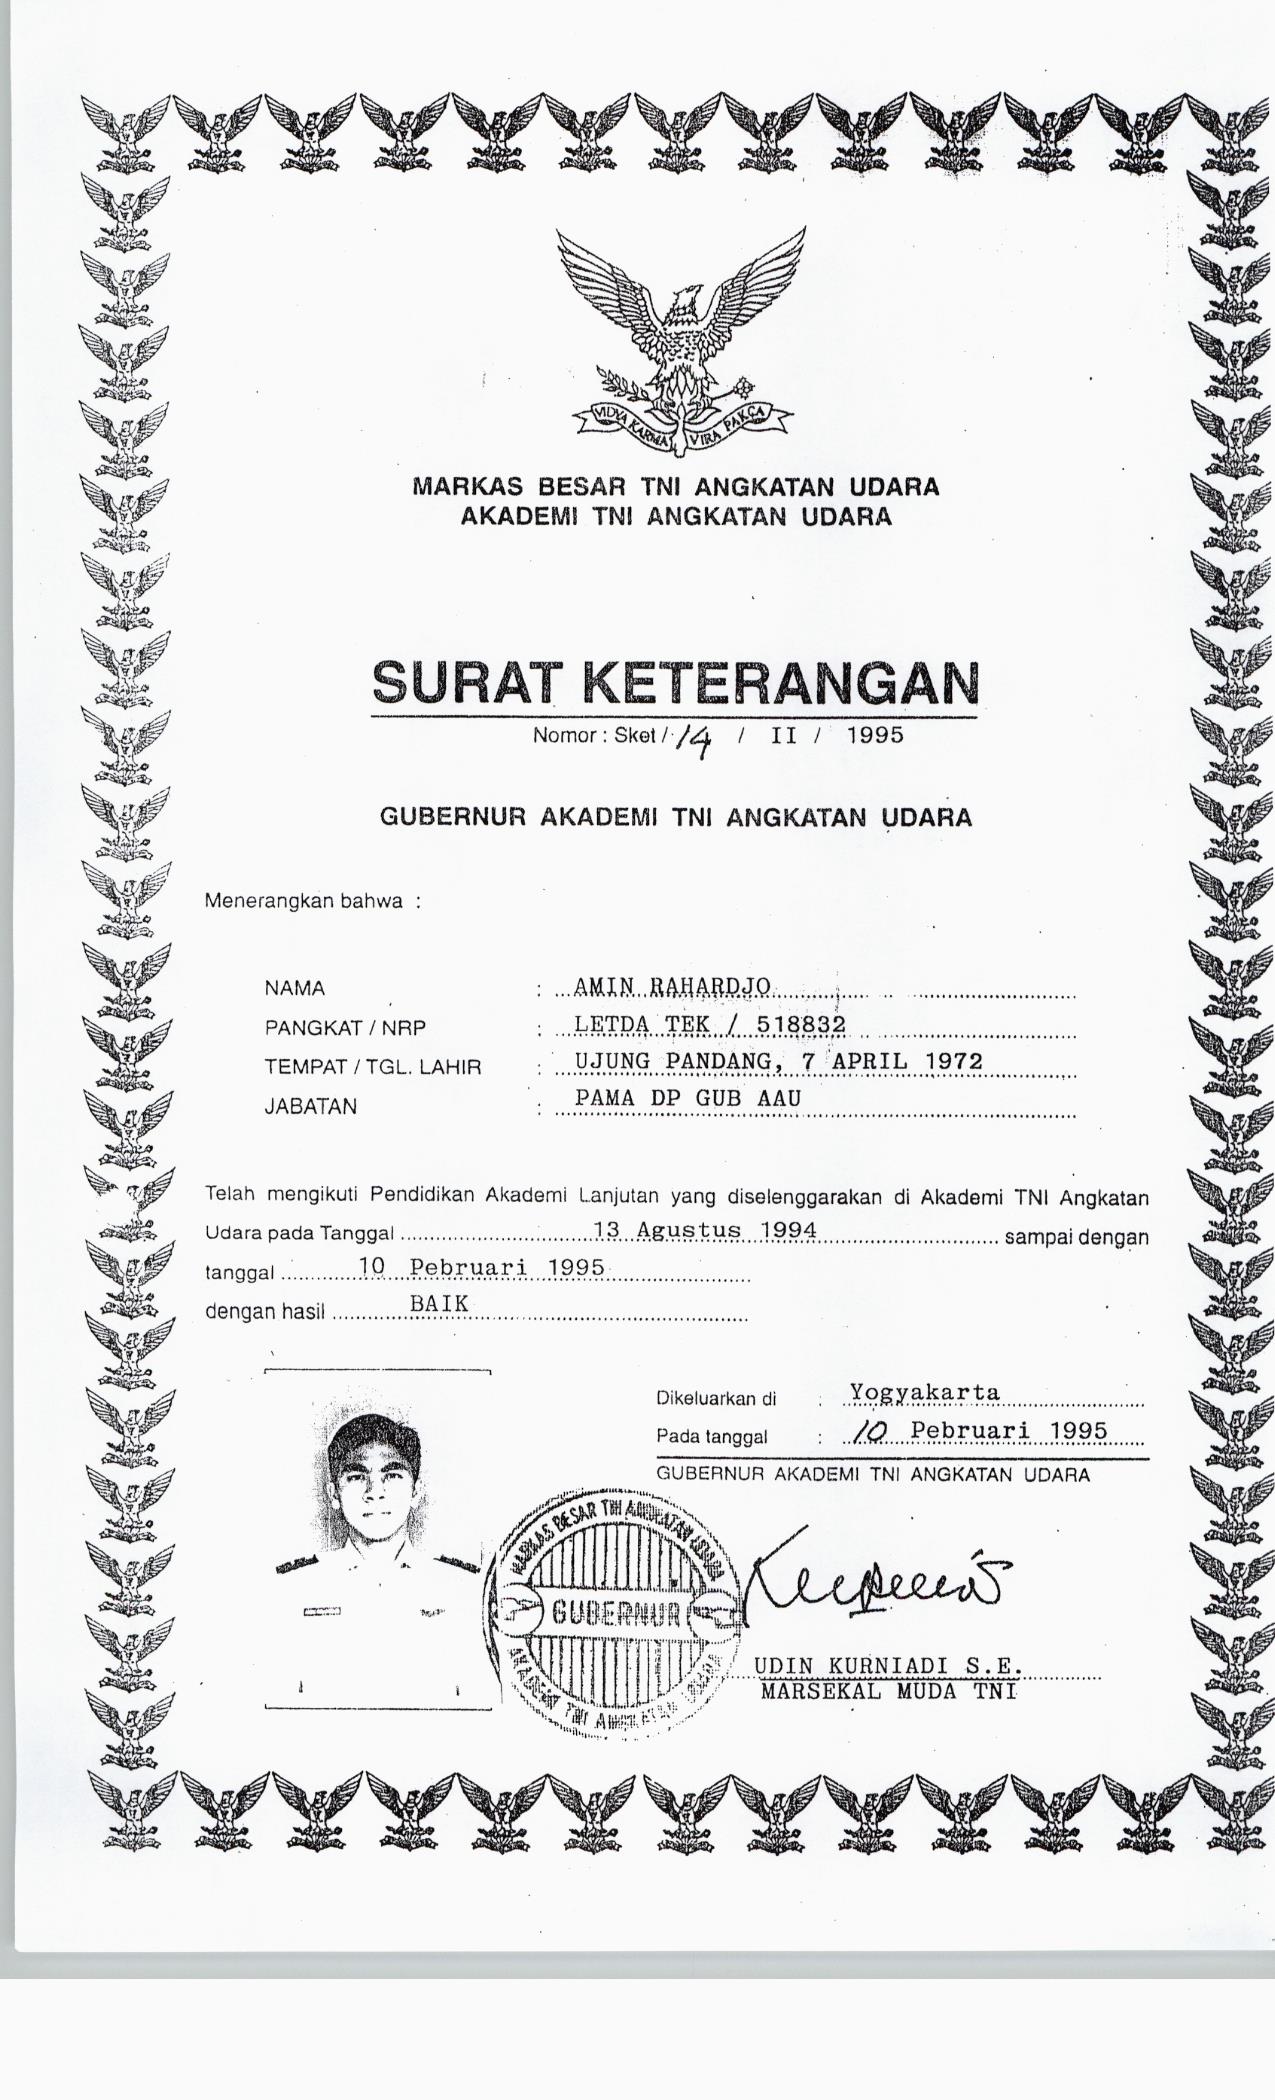 VIDYA KARMA VIRA PAKÇA
MARKAS BESAR TNI ANGKATAN UDARA
AKADEMI TNI ANGKATAN UDARA
SURAT KETERANGAN
Nomor : Sket / 14 / II / 1995
GUBERNUR AKADEMI TNI ANGKATAN UDARA
Menerangkan bahwa :
NAMA : AMIN RAHARDJO
PANGKAT / NRP : LETDA TEK / 518832
TEMPAT / TGL. LAHIR : UJUNG PANDANG, 7 APRIL 1972
JABATAN : PAMA DP GUB AAU
Telah mengikuti Pendidikan Akademi Lanjutan yang diselenggarakan di Akademi TNI Angkatan
Udara pada Tanggal 13 Agustus 1994 sampai dengan
tanggal 10 Pebruari 1995
dengan hasil BAIK
Dikeluarkan di : Yogyakarta
Pada tanggal : 10 Pebruari 1995
GUBERNUR AKADEMI TNI ANGKATAN UDARA
MARKAS BESAR TNI ANGKATAN UDARA
GUBERNUR
AKADEMI TNI ANGKATAN UDARA
UDIN KURNIADI S.E.
MARSEKAL MUDA TNI